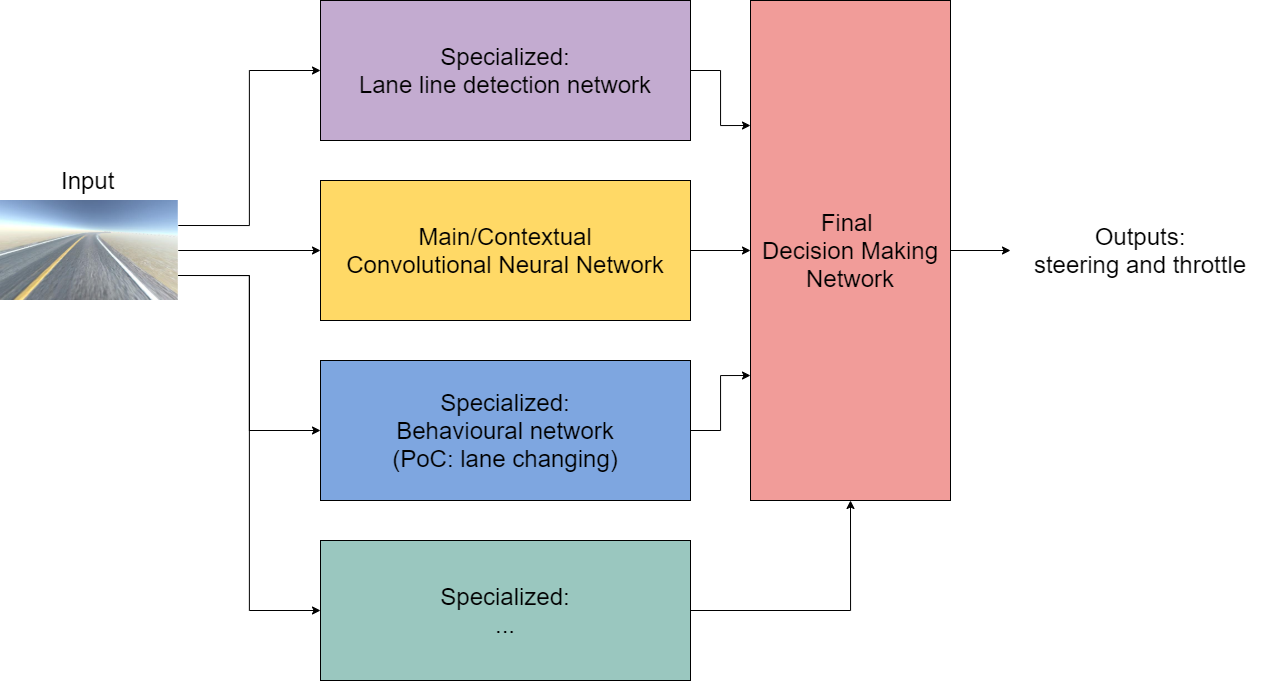 Input
Specialized:
Lane line detection network
Main/Contextual
Convolutional Neural Network
Specialized:
Behavioural network
(PoC: lane changing)
Specialized:
...
Final
Decision Making
Network
Outputs:
steering and throttle